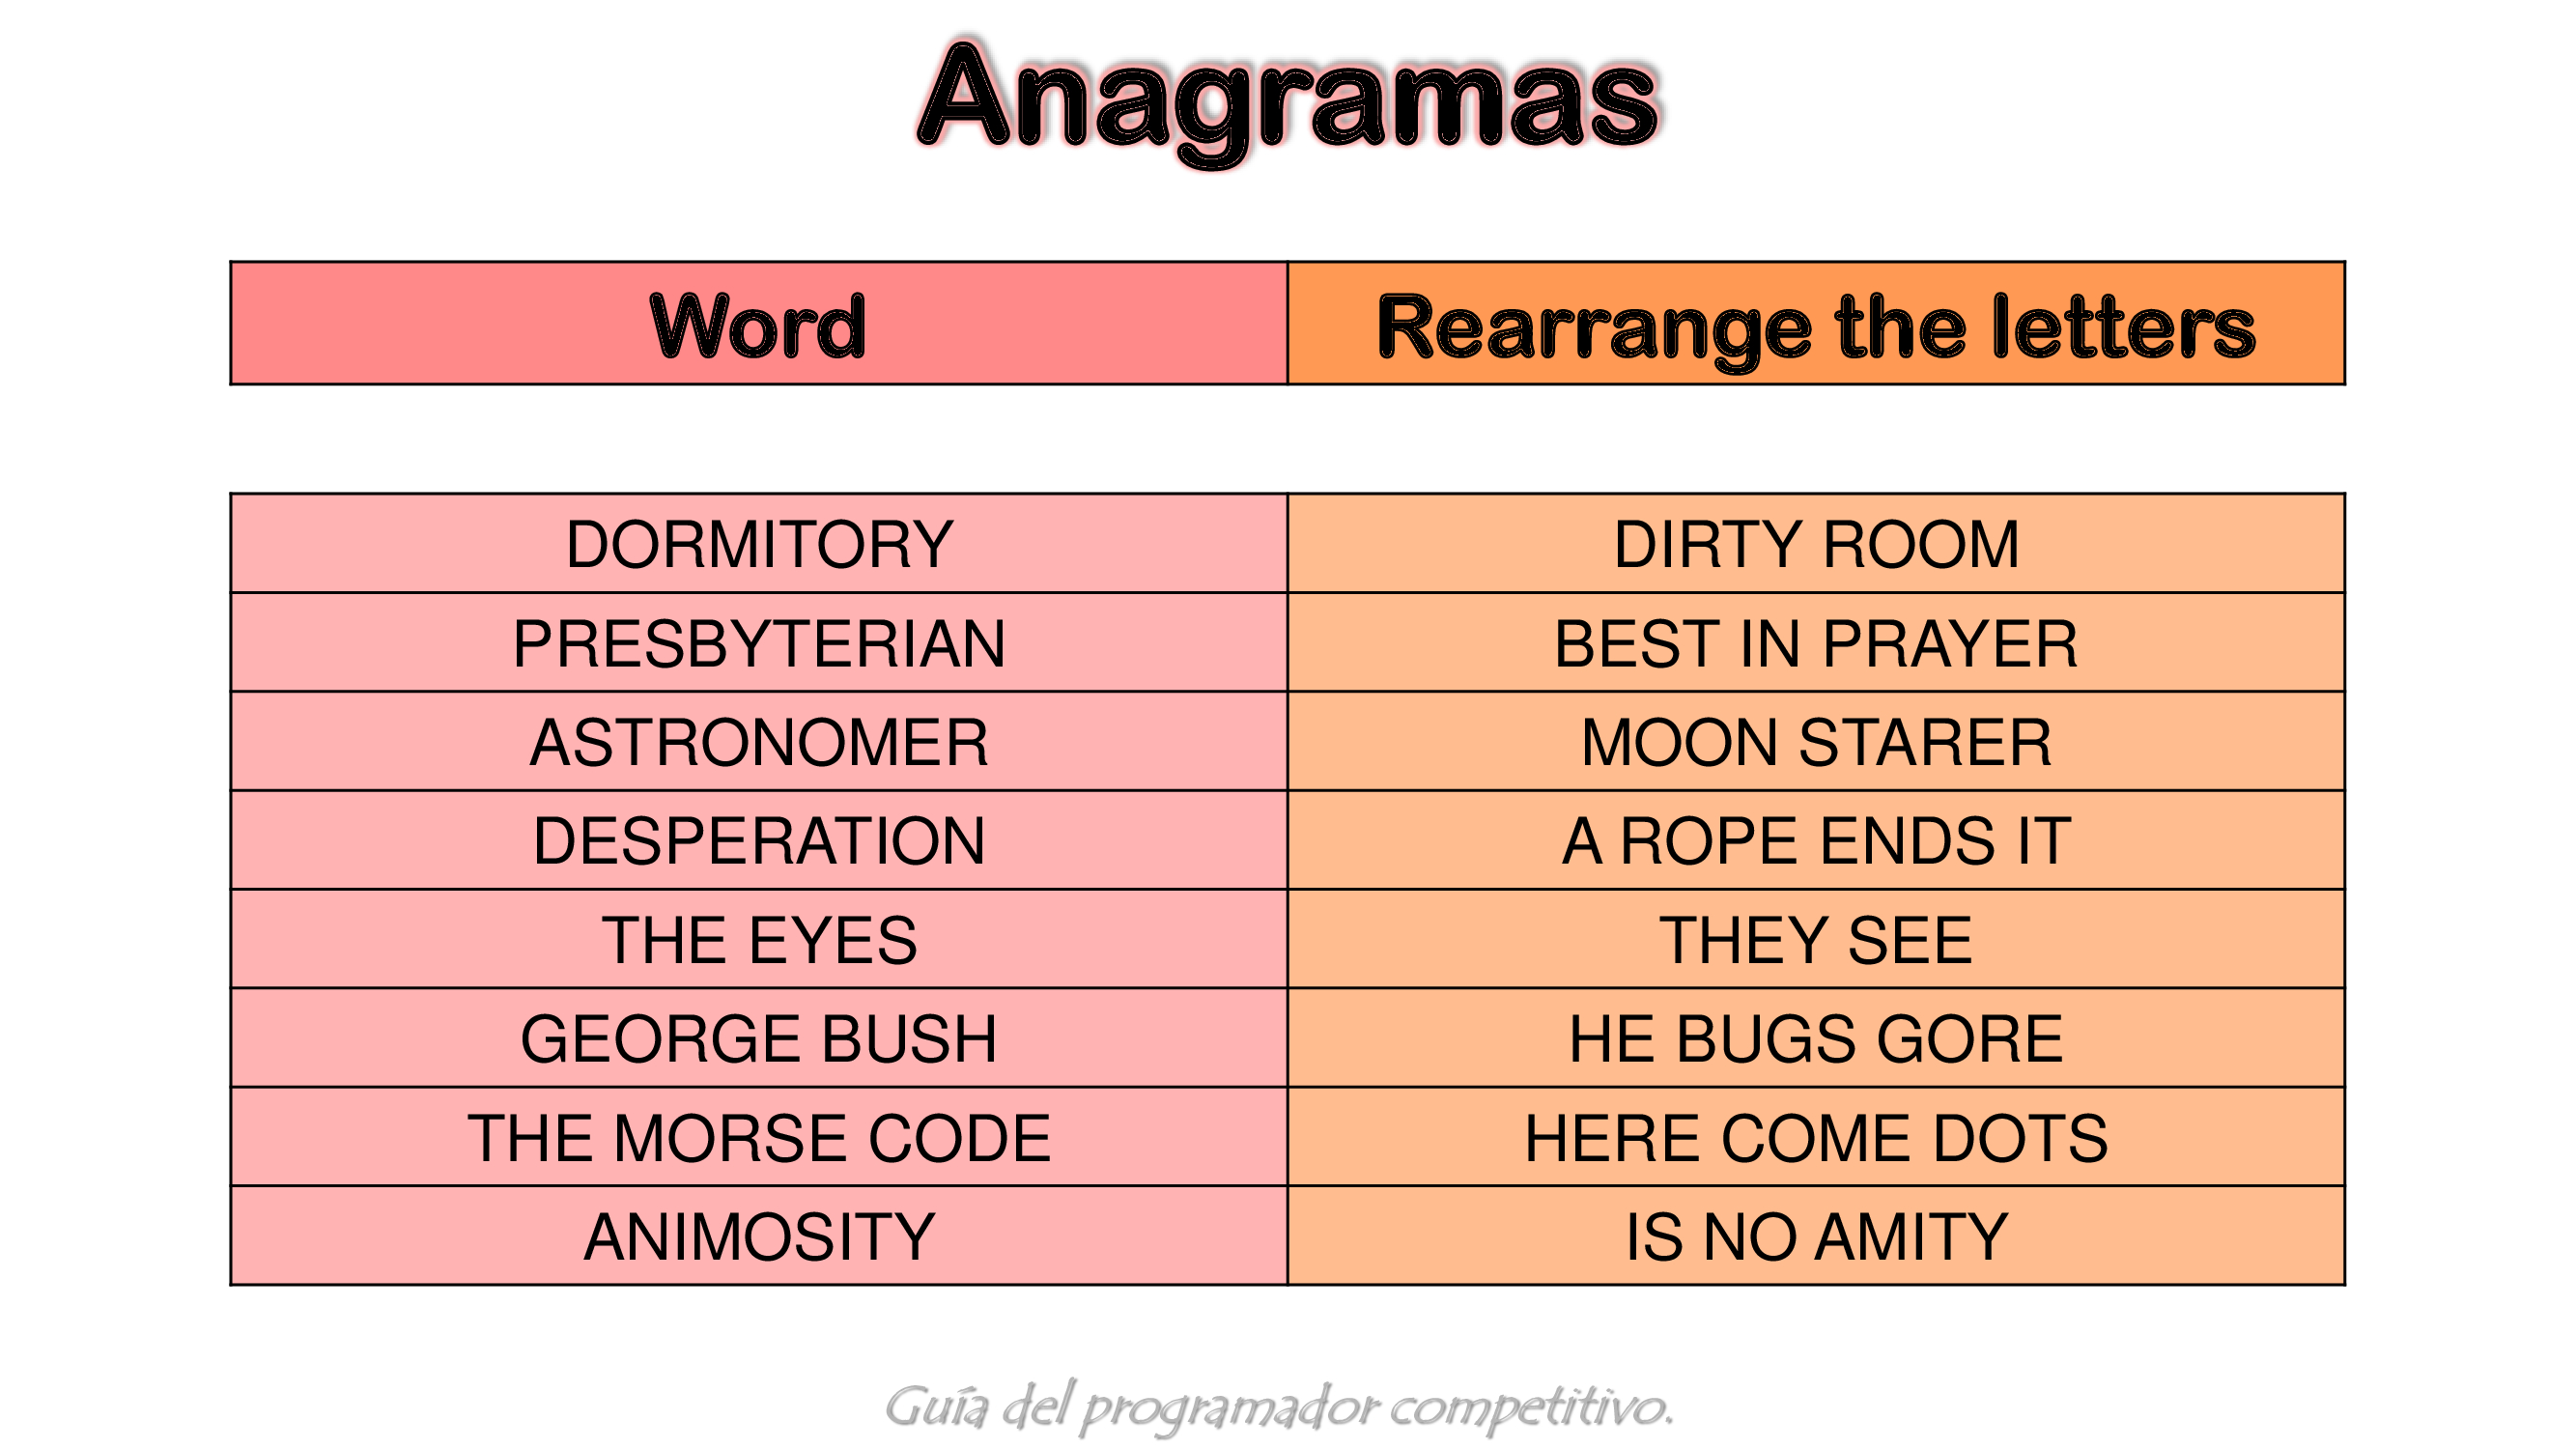 Anagramas
Word Rearrange the letters
DORMITORY DIRTY ROOM
PRESBYTERIAN BEST IN PRAYER
ASTRONOMER MOON STARER
DESPERATION A ROPE ENDS IT
THE EYES THEY SEE
GEORGE BUSH HE BUGS GORE
THE MORSE CODE HERE COME DOTS
ANIMOSITY IS NO AMITY
Guía del programador competitivo.